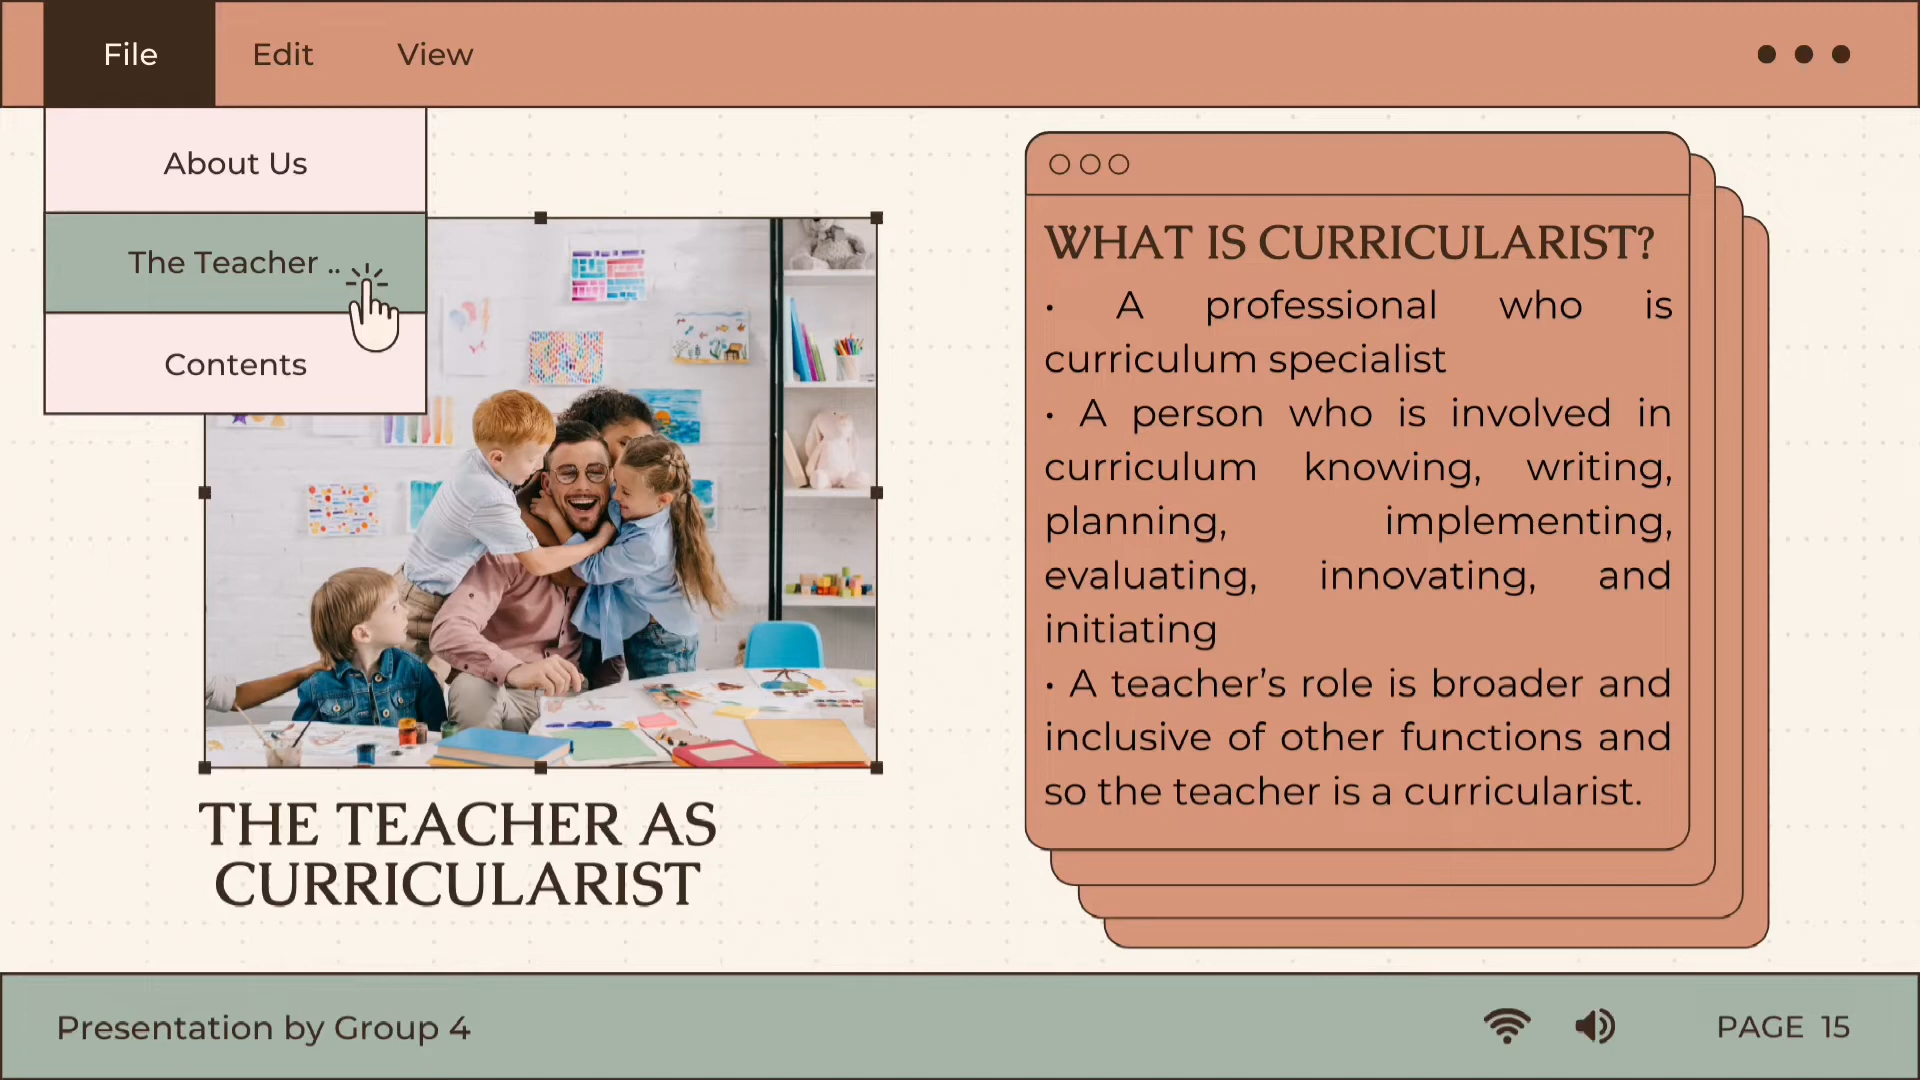 File Edit View
About Us
The Teacher ..
Contents
THE TEACHER AS
CURRICULARIST
WHAT IS CURRICULARIST?
• A professional who is
curriculum specialist
• A person who is involved in
curriculum knowing, writing,
planning, implementing,
evaluating, innovating, and
initiating
• A teacher’s role is broader and
inclusive of other functions and
so the teacher is a curricularist.
Presentation by Group 4
PAGE 15